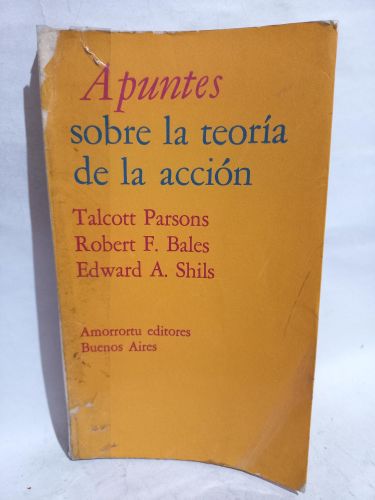 Apuntes
sobre la teoría
de la acción
Talcott Parsons
Robert F. Bales
Edward A. Shils
Amorrortu editores
Buenos Aires